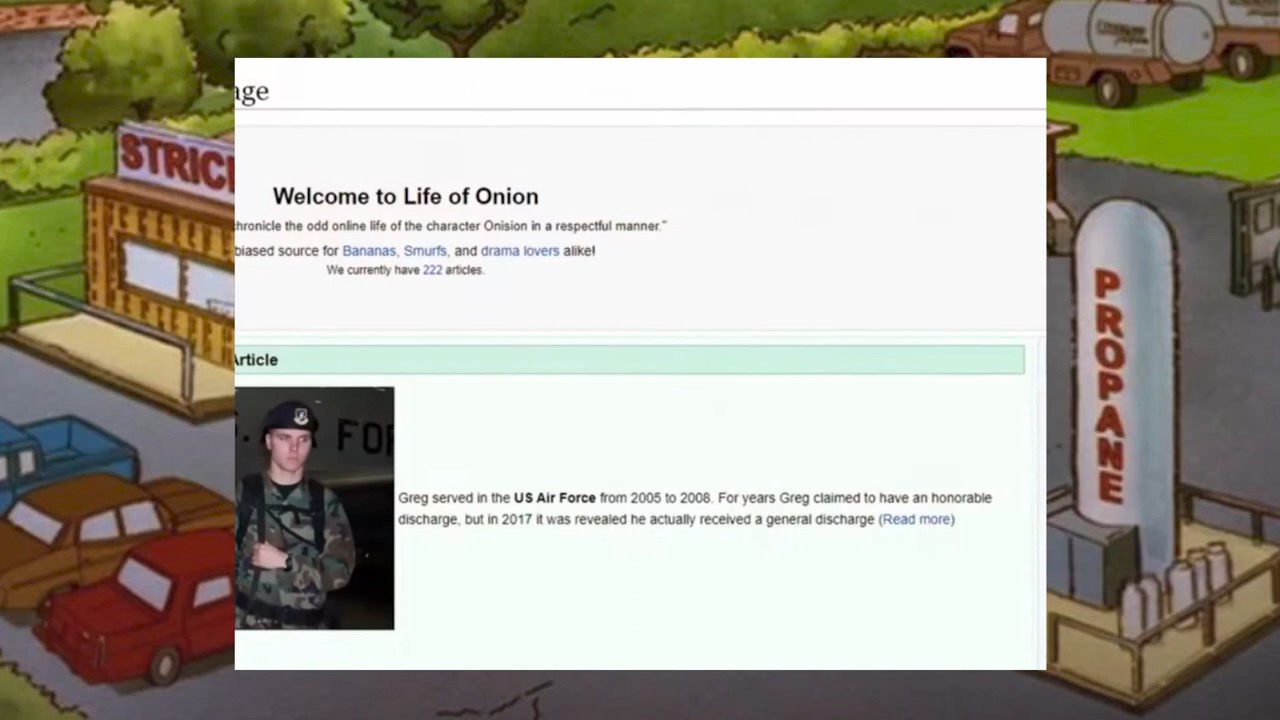 age
STRIC
Welcome to Life of Onion
chronicle the odd online life of the character Onision in a respectful manner."
biased source for Bananas, Smurfs, and drama lovers alike!
We currently have 222 articles.
Article
FOR
Greg served in the US Air Force from 2005 to 2008. For years Greg claimed to have an honorable
discharge, but in 2017 it was revealed he actually received a general discharge (Read more)
PROPANE